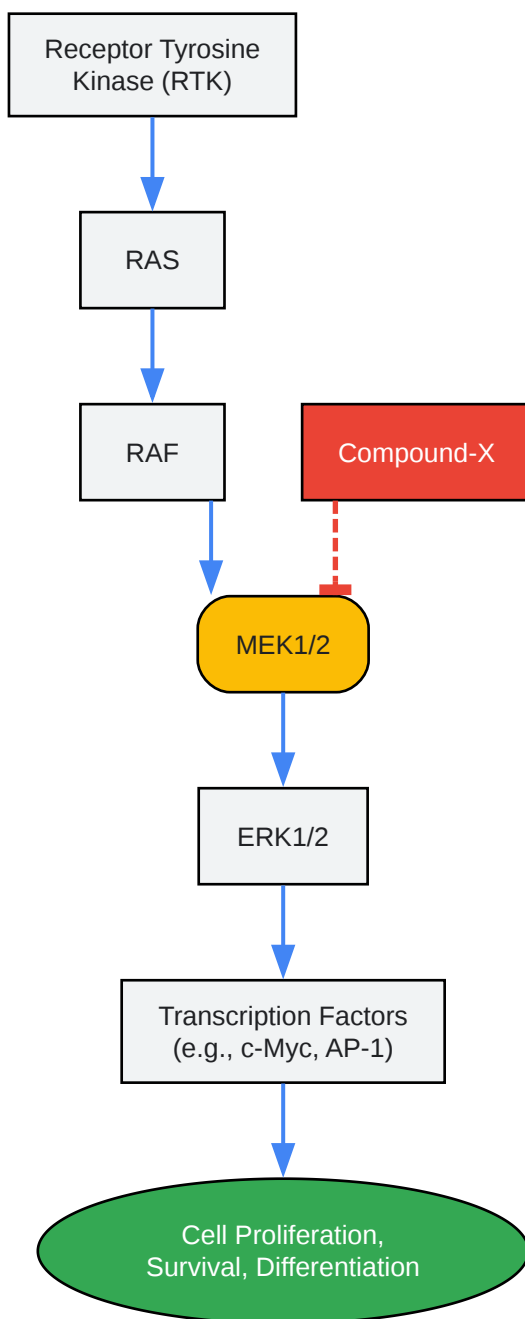 Receptor Tyrosine
Kinase (RTK)
RAS
RAF
Compound-X
MEK1/2
ERK1/2
Transcription Factors
(e.g., c-Myc, AP-1)
Cell Proliferation,
Survival, Differentiation